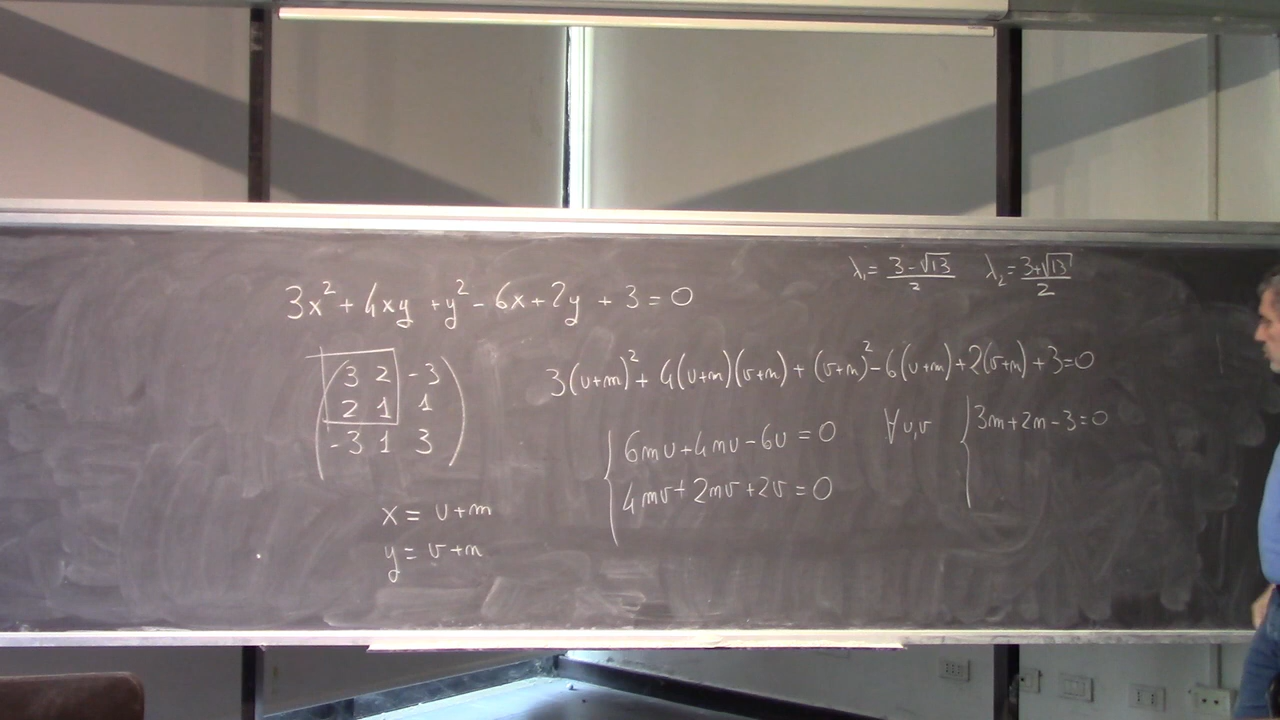 λ₁ = (3-√13)/2 λ₂ = (3+√13)/2
3x² + 4xy + y² - 6x + 2y + 3 = 0
3(u+m)² + 4(u+m)(v+n) + (v+n)² - 6(u+m) + 2(v+n) + 3 = 0
3 2 -3
2 1 1
-3 1 3
6mu + 4nu - 6u = 0
4mv + 2nv + 2v = 0
∀u,v { 3m + 2n - 3 = 0
x = u + m
y = v + n